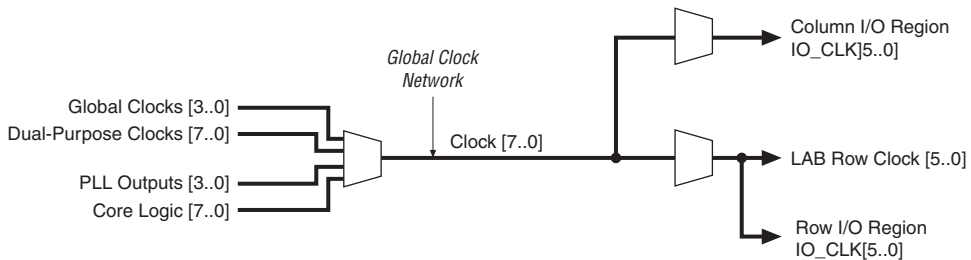 Column I/O Region
IO_CLK]5..0]
Global Clock
Network
Global Clocks [3..0]
Dual-Purpose Clocks [7..0]
Clock [7..0]
LAB Row Clock [5..0]
PLL Outputs [3..0]
Core Logic [7..0]
Row I/O Region
IO_CLK[5..0]